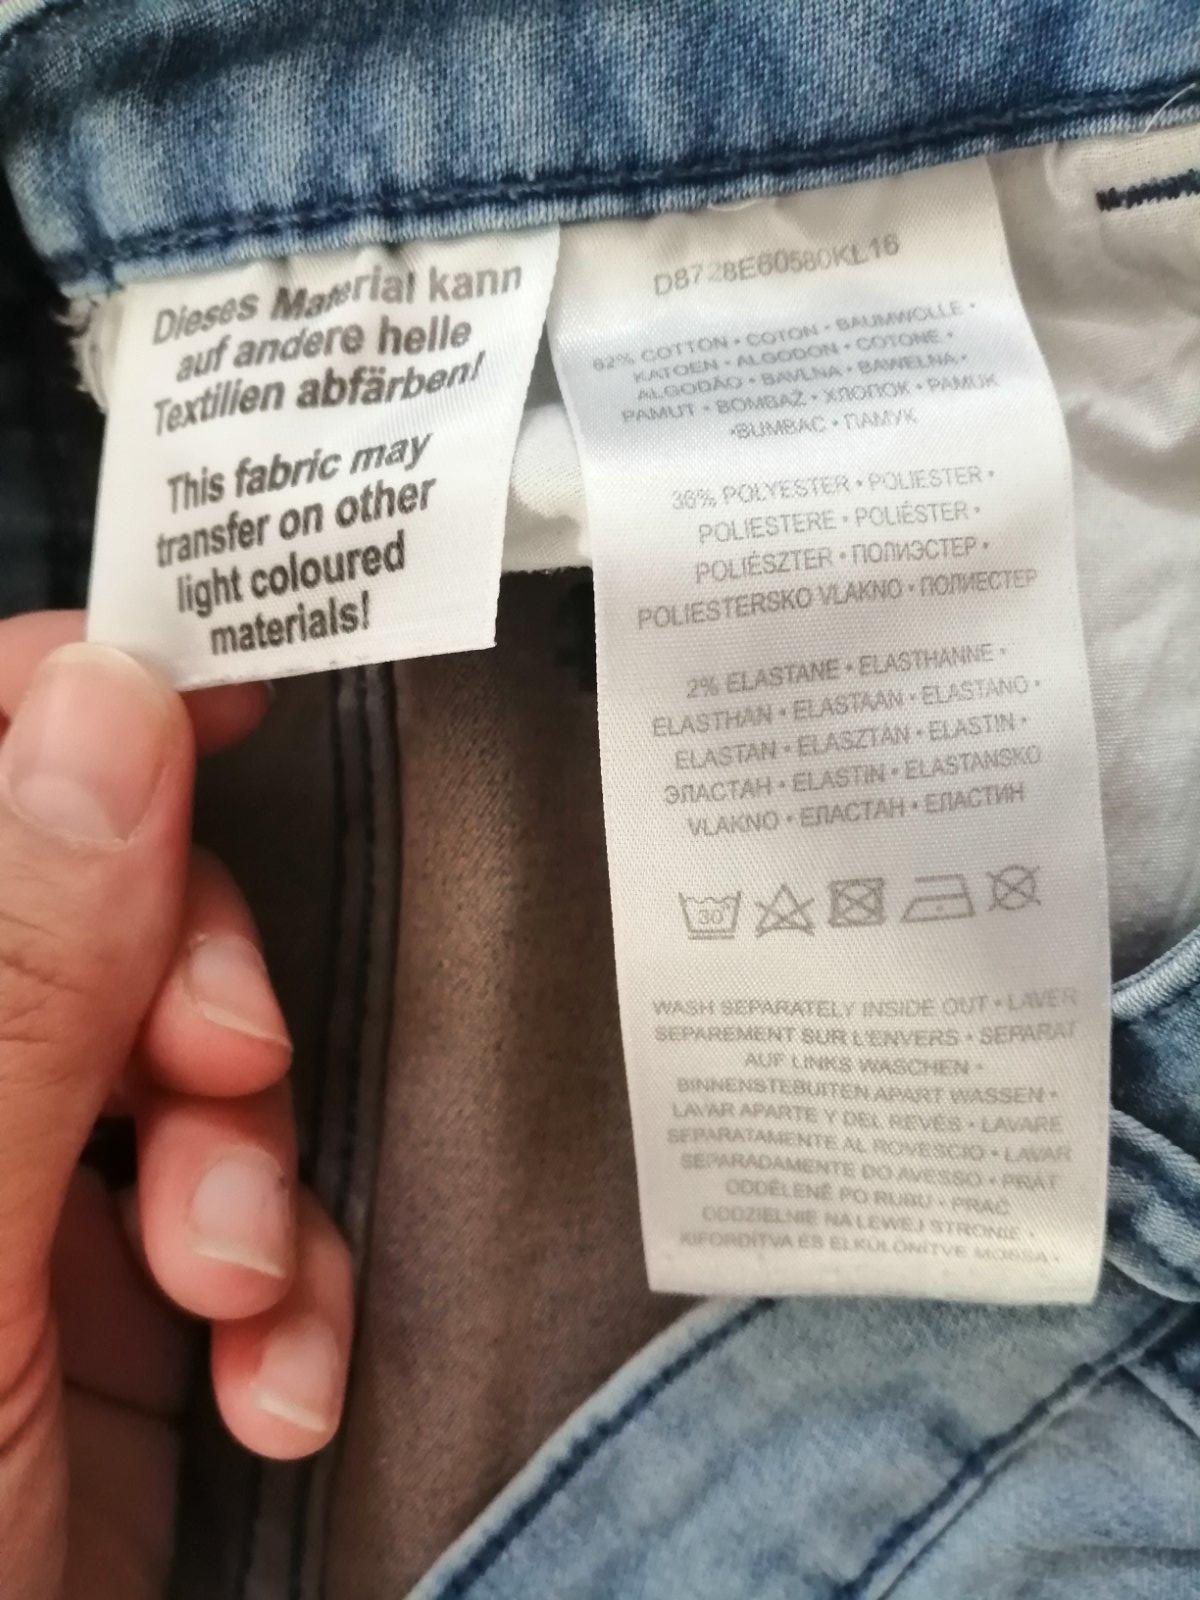 Dieses Material kann
auf andere helle
Textilien abfärben!
This fabric may
transfer on other
light coloured
materials!
D8728E60580KL16
62% COTTON • COTON • BAUMWOLLE •
KATOEN • ALGODON • COTONE •
ALGODÃO • BAVLNA • BAWEŁNA •
PAMUT • BOMBAŽ • ХЛОПОК • PAMUK
•BUMBAC • ПАМУК
36% POLYESTER • POLIESTER •
POLIESTERE • POLIÉSTER •
POLIÉSZTER • ПОЛИЭСТЕР •
POLIESTERSKO VLAKNO • ПОЛИЕСТЕР
2% ELASTANE • ELASTHANNE •
ELASTHAN • ELASTAAN • ELASTANO •
ELASTAN • ELASZTÁN • ELASTIN •
ЭЛАСТАН • ELASTIN • ELASTANSKO
VLAKNO • ЕЛАСТАН • ЕЛАСТИН
30
WASH SEPARATELY INSIDE OUT • LAVER
SEPAREMENT SUR L'ENVERS • SEPARAT
AUF LINKS WASCHEN •
BINNENSTEBUITEN APART WASSEN •
LAVAR APARTE Y DEL REVÉS • LAVARE
SEPARATAMENTE AL ROVESCIO • LAVAR
SEPARADAMENTE DO AVESSO • PRÁT
ODDĚLENĚ PO RUBU • PRAĆ
ODDZIELNIE NA LEWEJ STRONIE •
KIFORDÍTVA ÉS ELKÜLÖNÍTVE MOSSA •